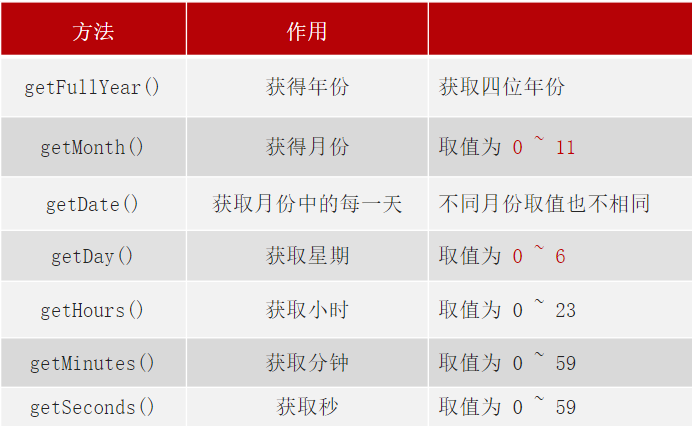 方法 作用
getFullYear() 获得年份 获取四位年份
getMonth() 获得月份 取值为 0 ~ 11
getDate() 获取月份中的每一天 不同月份取值也不相同
getDay() 获取星期 取值为 0 ~ 6
getHours() 获取小时 取值为 0 ~ 23
getMinutes() 获取分钟 取值为 0 ~ 59
getSeconds() 获取秒 取值为 0 ~ 59